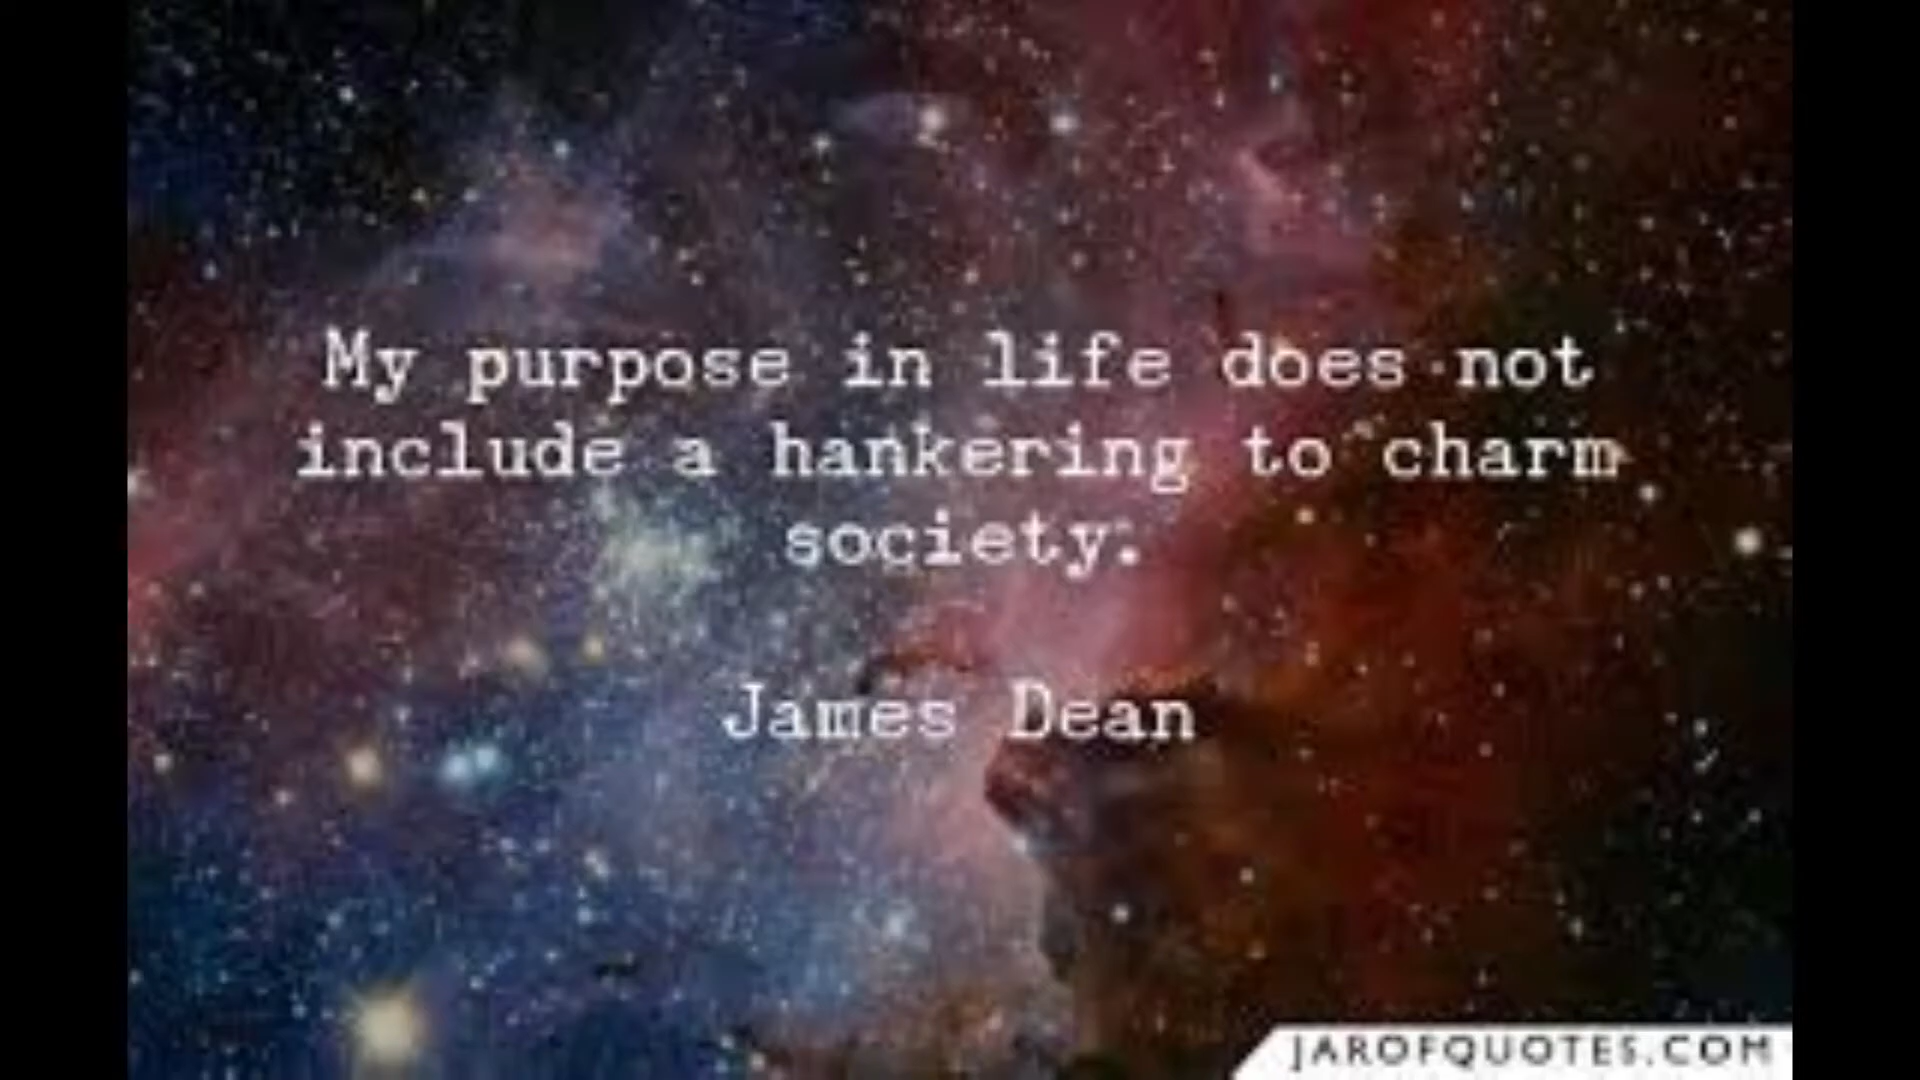 My purpose in life does not
include a hankering to charm
society.
James Dean
JAROFQUOTES.COM